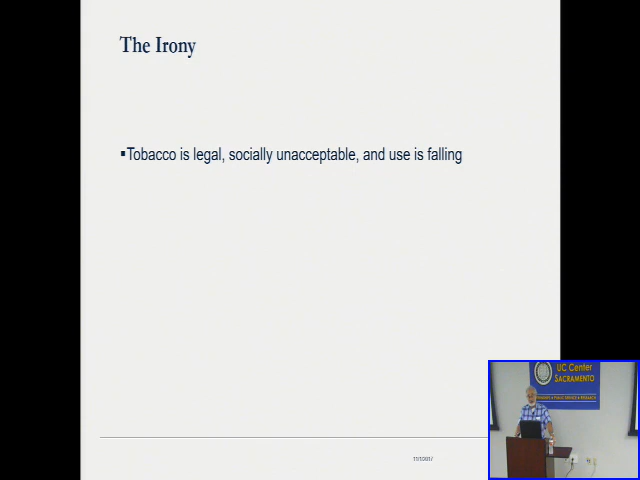 The Irony
▪Tobacco is legal, socially unacceptable, and use is falling
UC Center
SACRAMENTO